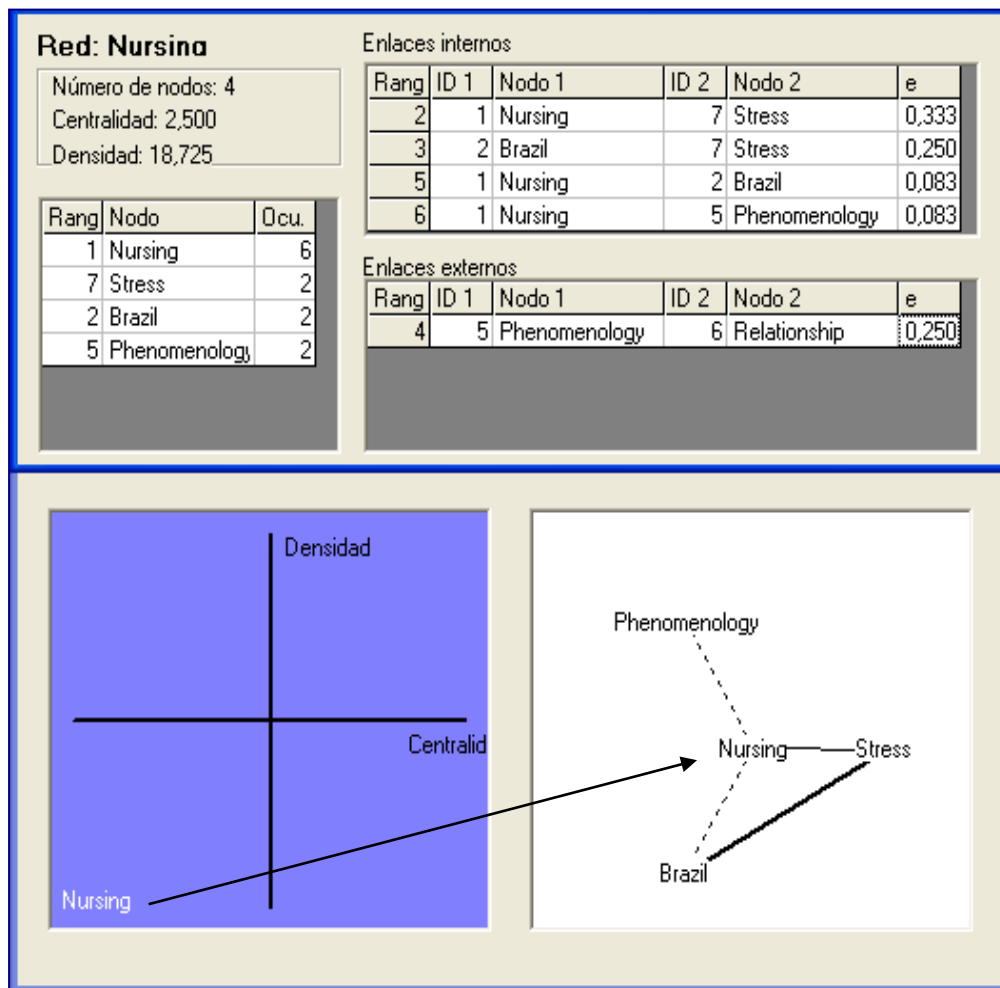 Red: Nursing
Número de nodos: 4
Centralidad: 2,500
Densidad: 18,725
Rang Nodo Ocu.
1 Nursing 6
7 Stress 2
2 Brazil 2
5 Phenomenology 2
Enlaces internos
Rang ID 1 Nodo 1 ID 2 Nodo 2 e
2 1 Nursing 7 Stress 0,333
3 2 Brazil 7 Stress 0,250
5 1 Nursing 2 Brazil 0,083
6 1 Nursing 5 Phenomenology 0,083
Enlaces externos
Rang ID 1 Nodo 1 ID 2 Nodo 2 e
4 5 Phenomenology 6 Relationship 0,250
Densidad
Centralid
Nursing
Phenomenology
Nursing Stress
Brazil